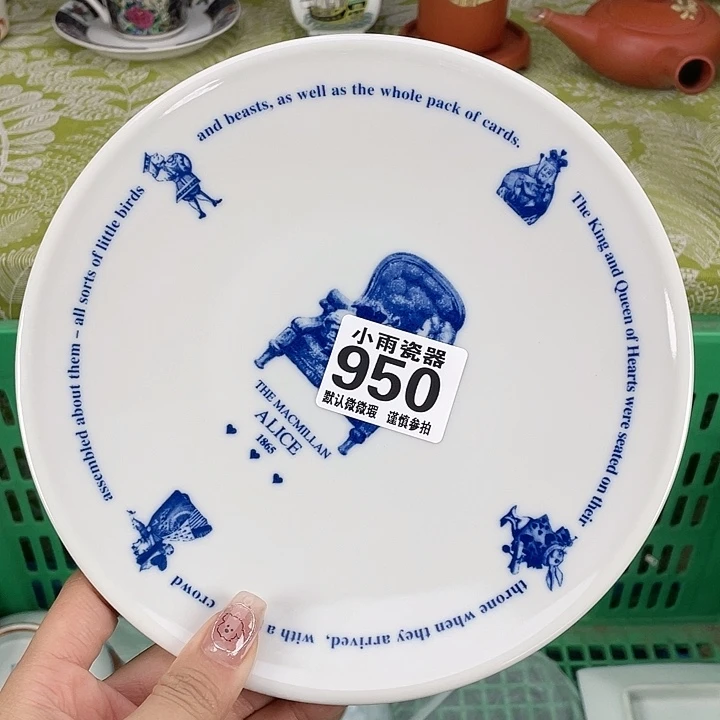 The King and Queen of Hearts were seated on their
throne when they arrived, with a
crowd
assembled about them – all sorts of little birds
and beasts, as well as the whole pack of cards.
THE MACMILLAN
ALICE
1865
小雨瓷器
950
默认微微瑕 谨慎参拍